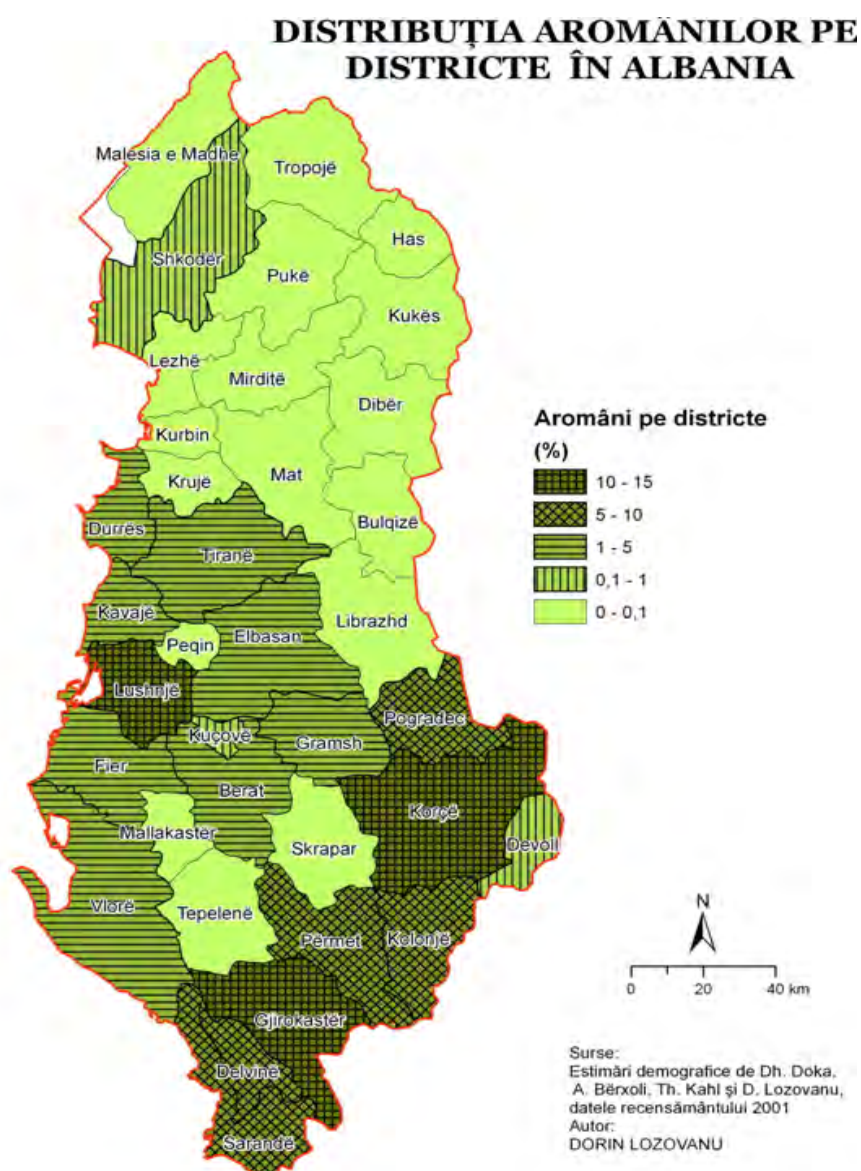 DISTRIBUȚIA AROMÂNILOR PE
DISTRICTE ÎN ALBANIA
Malësia e Madhe
Tropojë
Has
Shkodër
Pukë
Kukës
Lezhë
Mirditë
Dibër
Kurbin
Krujë
Mat
Bulqizë
Durrës
Tiranë
Kavajë
Peqin
Elbasan
Librazhd
Lushnjë
Pogradec
Kuçovë
Gramsh
Fier
Berat
Korçë
Mallakastër
Skrapar
Devoll
Vlorë
Tepelenë
Përmet
Kolonjë
Gjirokastër
Delvinë
Sarandë
Aromâni pe districte
(%)
10 - 15
5 - 10
1 - 5
0,1 - 1
0 - 0,1
N
0 20 40 km
Surse:
Estimări demografice de Dh. Doka,
A. Bërxoli, Th. Kahl și D. Lozovanu,
datele recensământului 2001
Autor:
DORIN LOZOVANU